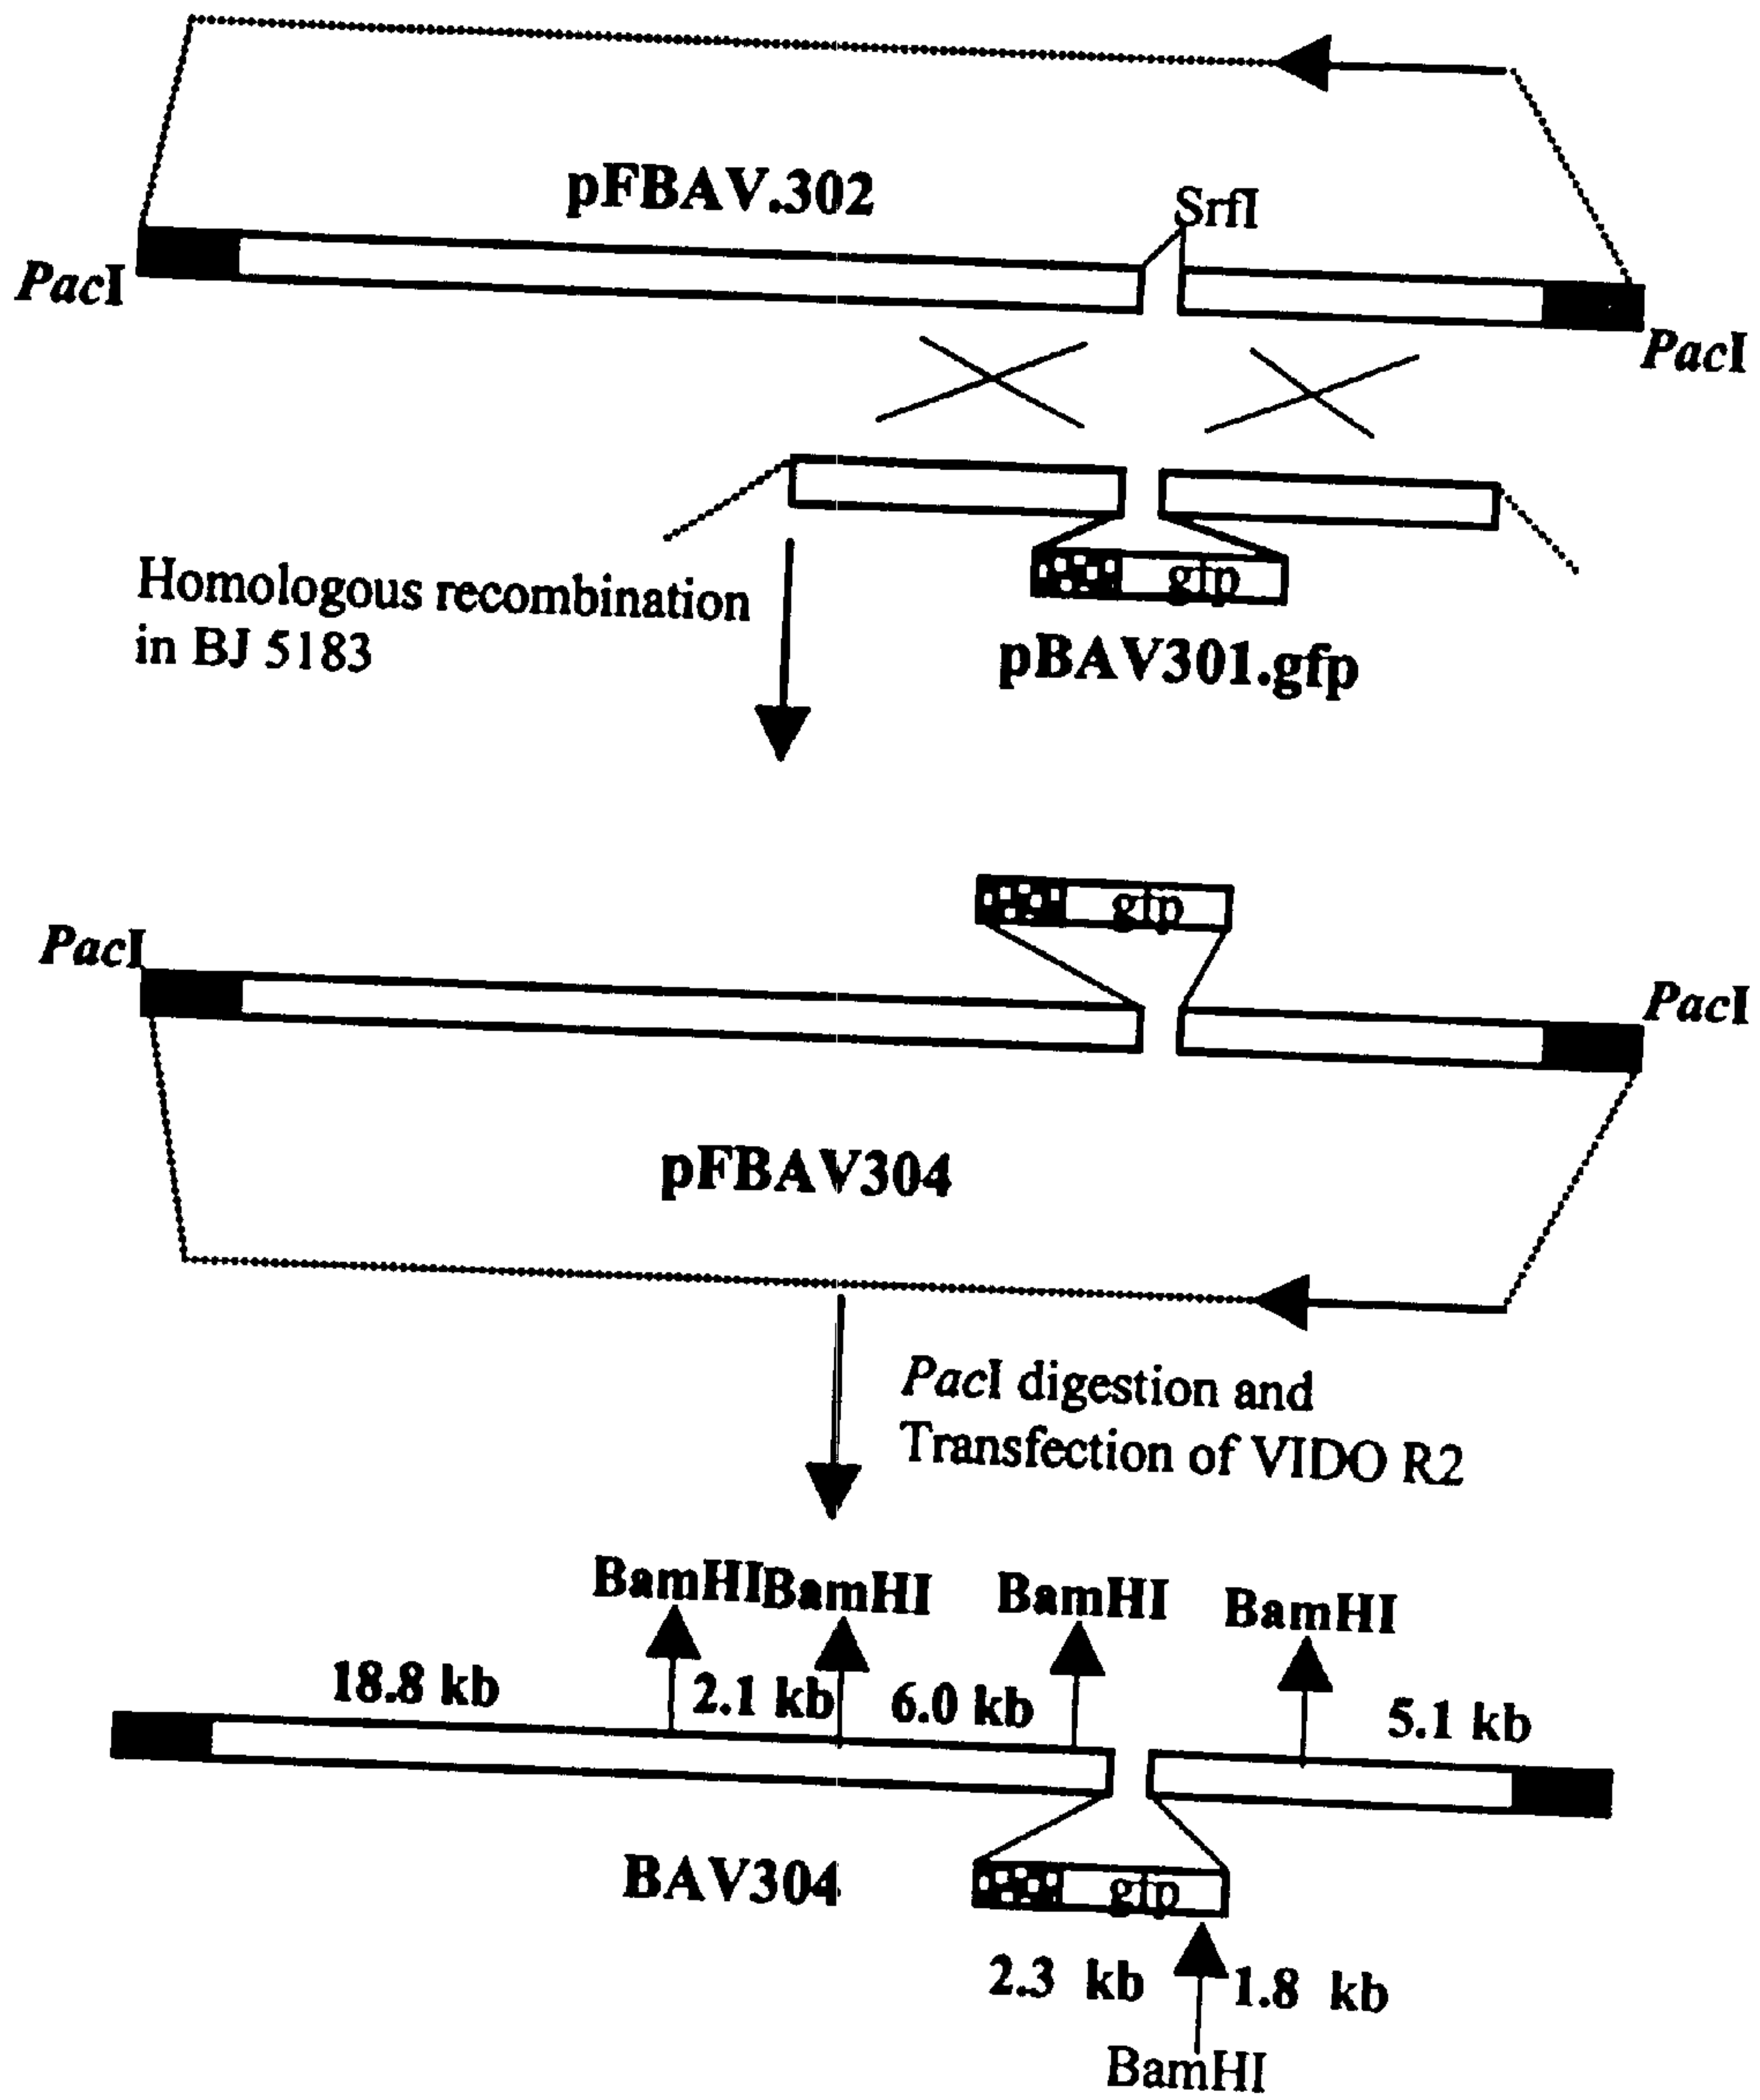 pFBAV.302
SrfI
PacI
PacI
gfp
Homologous recombination
in BJ 5183
pBAV301.gfp
gfp
PacI
PacI
pFBAV304
PacI digestion and
Transfection of VIDO R2
BamHI BamHI BamHI BamHI
18.8 kb 2.1 kb 6.0 kb 5.1 kb
BAV304
gfp
2.3 kb 1.8 kb
BamHI